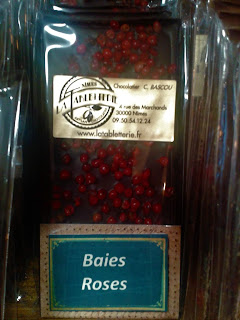 NIMES
LA TABLETTERIE
Chocolatier C. BASCOU
4 rue des Marchands
30000 Nîmes
09.50.54.12.24
www.latabletterie.fr
Baies
Roses